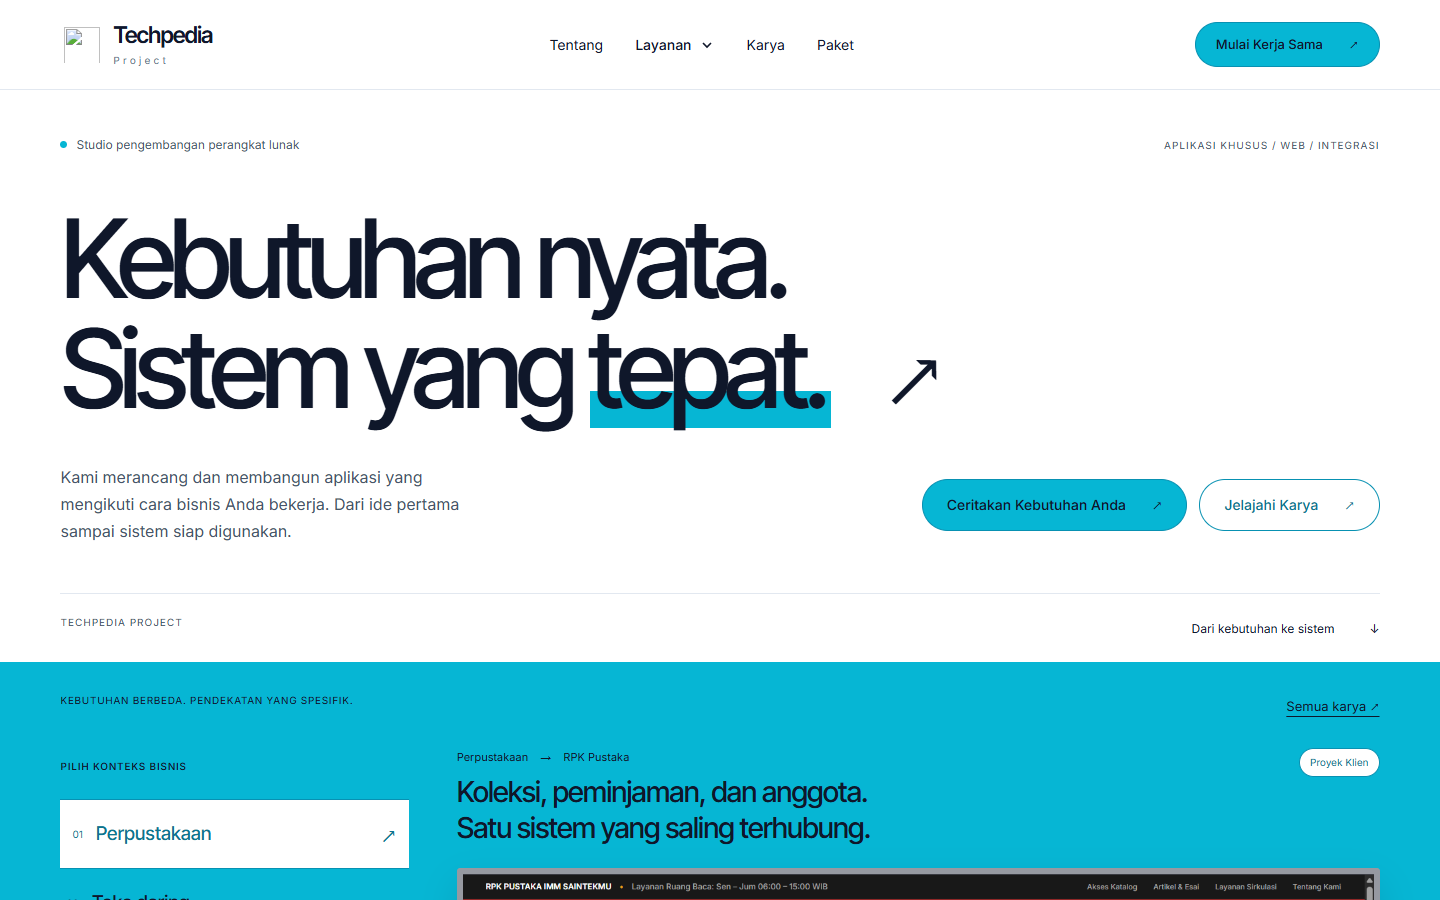 Techpedia
Project
Tentang
Layanan
Karya
Paket
Mulai Kerja Sama ↗
Studio pengembangan perangkat lunak
APLIKASI KHUSUS / WEB / INTEGRASI
Kebutuhan nyata.
Sistem yang tepat. ↗
Kami merancang dan membangun aplikasi yang
mengikuti cara bisnis Anda bekerja. Dari ide pertama
sampai sistem siap digunakan.
Ceritakan Kebutuhan Anda ↗
Jelajahi Karya ↗
TECHPEDIA PROJECT
Dari kebutuhan ke sistem ↓
KEBUTUHAN BERBEDA. PENDEKATAN YANG SPESIFIK.
Semua karya ↗
PILIH KONTEKS BISNIS
01 Perpustakaan ↗
Toko daring
Perpustakaan → RPK Pustaka
Proyek Klien
Koleksi, peminjaman, dan anggota.
Satu sistem yang saling terhubung.
RPK PUSTAKA IMM SAINTEKMU • Layanan Ruang Baca: Sen – Jum 06:00 – 15:00 WIB
Akses Katalog
Artikel & Esai
Layanan Sirkulasi
Tentang Kami